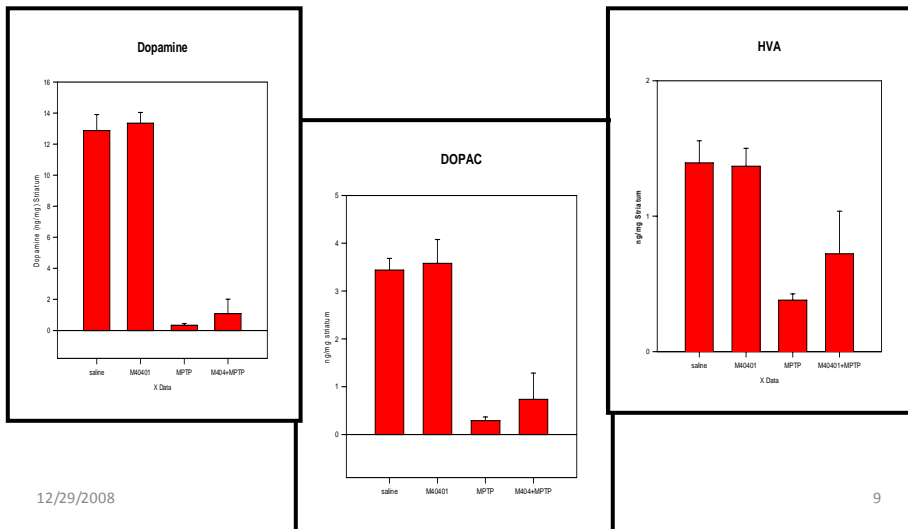 Dopamine
16
14
12
10
8
6
4
2
0
Dopamine (ng/mg) Striatum
saline M40401 MPTP M404+MPTP
X Data
DOPAC
5
4
3
2
1
0
ng/mg striatum
saline M40401 MPTP M404+MPTP
HVA
2
1
0
ng/mg Striatum
saline M40401 MPTP M40401+MPTP
X Data
12/29/2008
9